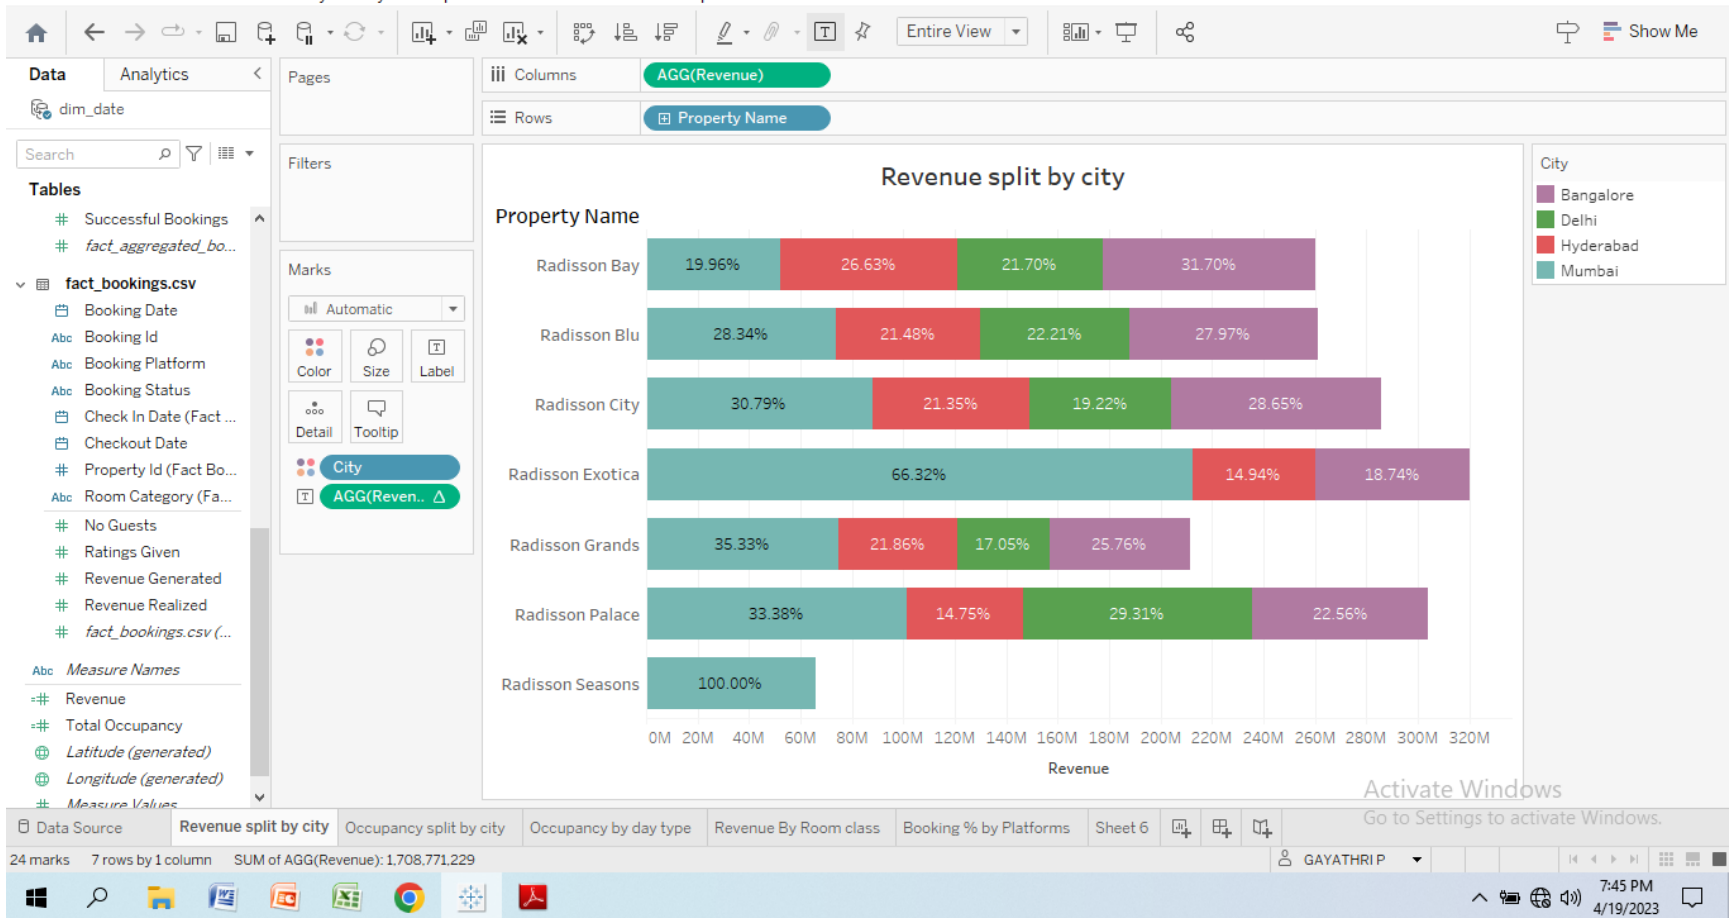 Entire View
Show Me
Data
Analytics
Pages
Columns
AGG(Revenue)
dim_date
Rows
Property Name
Search
Filters
Tables
Successful Bookings
fact_aggregated_bo...
fact_bookings.csv
Booking Date
Abc Booking Id
Abc Booking Platform
Abc Booking Status
Check In Date (Fact ...
Checkout Date
Property Id (Fact Bo...
Abc Room Category (Fa...
No Guests
Ratings Given
Revenue Generated
Revenue Realized
fact_bookings.csv (...
Abc Measure Names
Revenue
Total Occupancy
Latitude (generated)
Longitude (generated)
Measure Values
Marks
Automatic
Color Size Label
Detail Tooltip
City
AGG(Reven..
Revenue split by city
Property Name
Radisson Bay 19.96% 26.63% 21.70% 31.70%
Radisson Blu 28.34% 21.48% 22.21% 27.97%
Radisson City 30.79% 21.35% 19.22% 28.65%
Radisson Exotica 66.32% 14.94% 18.74%
Radisson Grands 35.33% 21.86% 17.05% 25.76%
Radisson Palace 33.38% 14.75% 29.31% 22.56%
Radisson Seasons 100.00%
0M 20M 40M 60M 80M 100M 120M 140M 160M 180M 200M 220M 240M 260M 280M 300M 320M
Revenue
City
Bangalore
Delhi
Hyderabad
Mumbai
Activate Windows
Go to Settings to activate Windows.
Data Source Revenue split by city Occupancy split by city Occupancy by day type Revenue By Room class Booking % by Platforms Sheet 6
24 marks 7 rows by 1 column SUM of AGG(Revenue): 1,708,771,229
GAYATHRI P
7:45 PM
4/19/2023